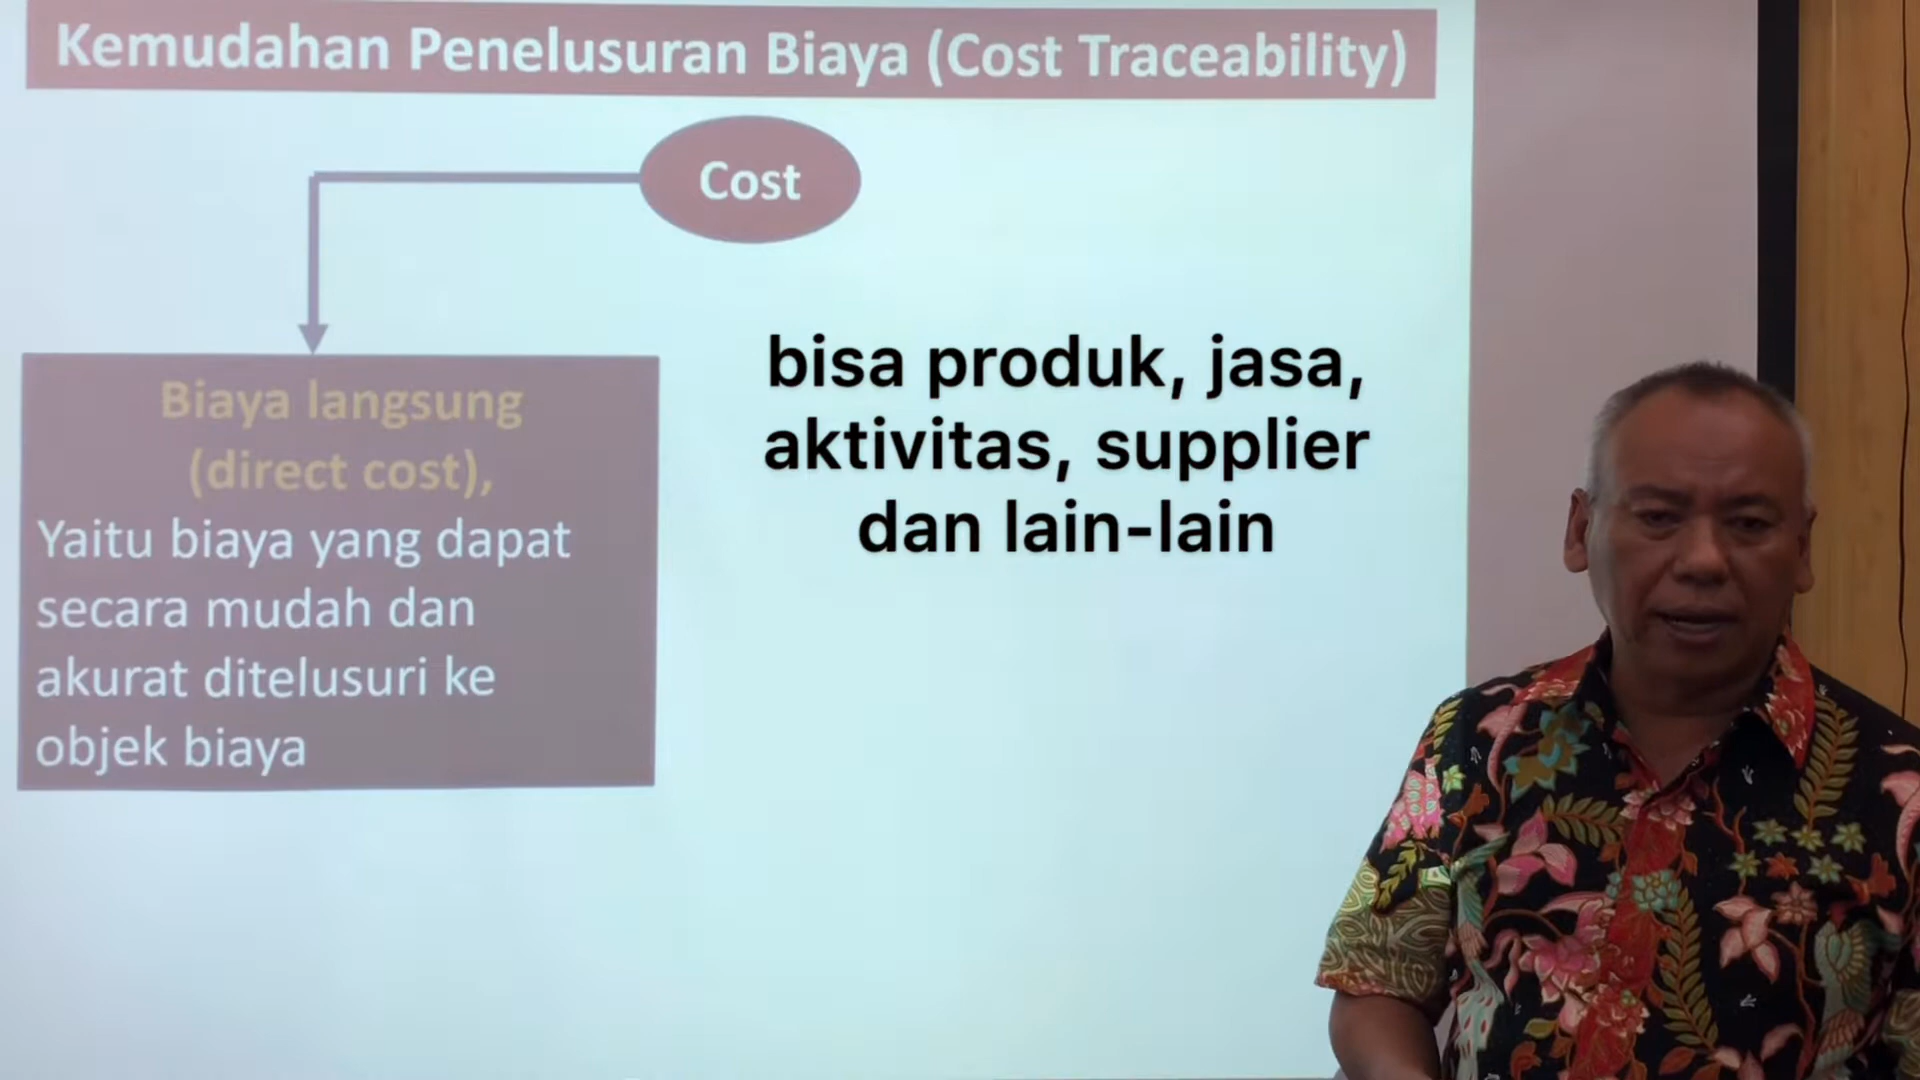 Kemudahan Penelusuran Biaya (Cost Traceability)
Cost
Biaya langsung
(direct cost),
Yaitu biaya yang dapat
secara mudah dan
akurat ditelusuri ke
objek biaya
bisa produk, jasa,
aktivitas, supplier
dan lain-lain